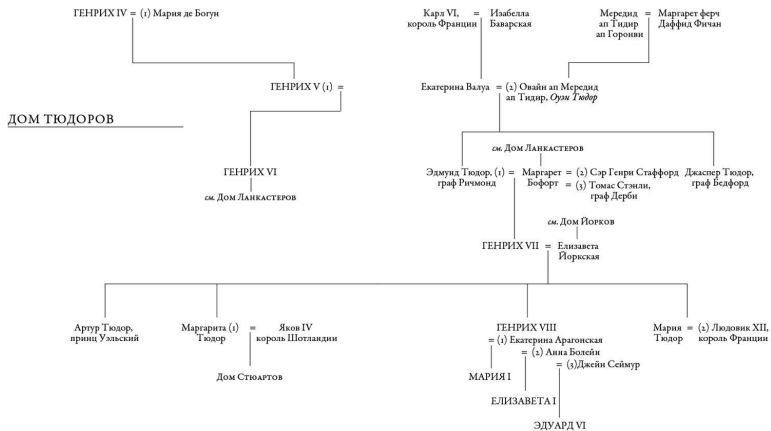 ГЕНРИХ IV = (1) Мария де Богун
Карл VI, = Изабелла
король Франции Баварская
Мередид = Маргарет ферч
ап Тидир Даффид Фичан
ап Горонви
ГЕНРИХ V (1) =
Екатерина Валуа = (2) Овайн ап Мередид
ап Тидир, Оуэн Тюдор
ДОМ ТЮДОРОВ
ГЕНРИХ VI
см. Дом Ланкастеров
см. Дом Ланкастеров
Эдмунд Тюдор, (1) = Маргарет = (2) Сэр Генри Стаффорд
граф Ричмонд Бофорт = (3) Томас Стэнли,
граф Дерби
Джаспер Тюдор,
граф Бедфорд
см. Дом Йорков
ГЕНРИХ VII = Елизавета
Йоркская
Артур Тюдор,
принц Уэльский
Маргарита (1) = Яков IV
Тюдор король Шотландии
Дом Стюартов
ГЕНРИХ VIII
= (1) Екатерина Арагонская
= (2) Анна Болейн
= (3)Джейн Сеймур
МАРИЯ I
ЕЛИЗАВЕТА I
ЭДУАРД VI
Мария = (2) Людовик XII,
Тюдор король Франции